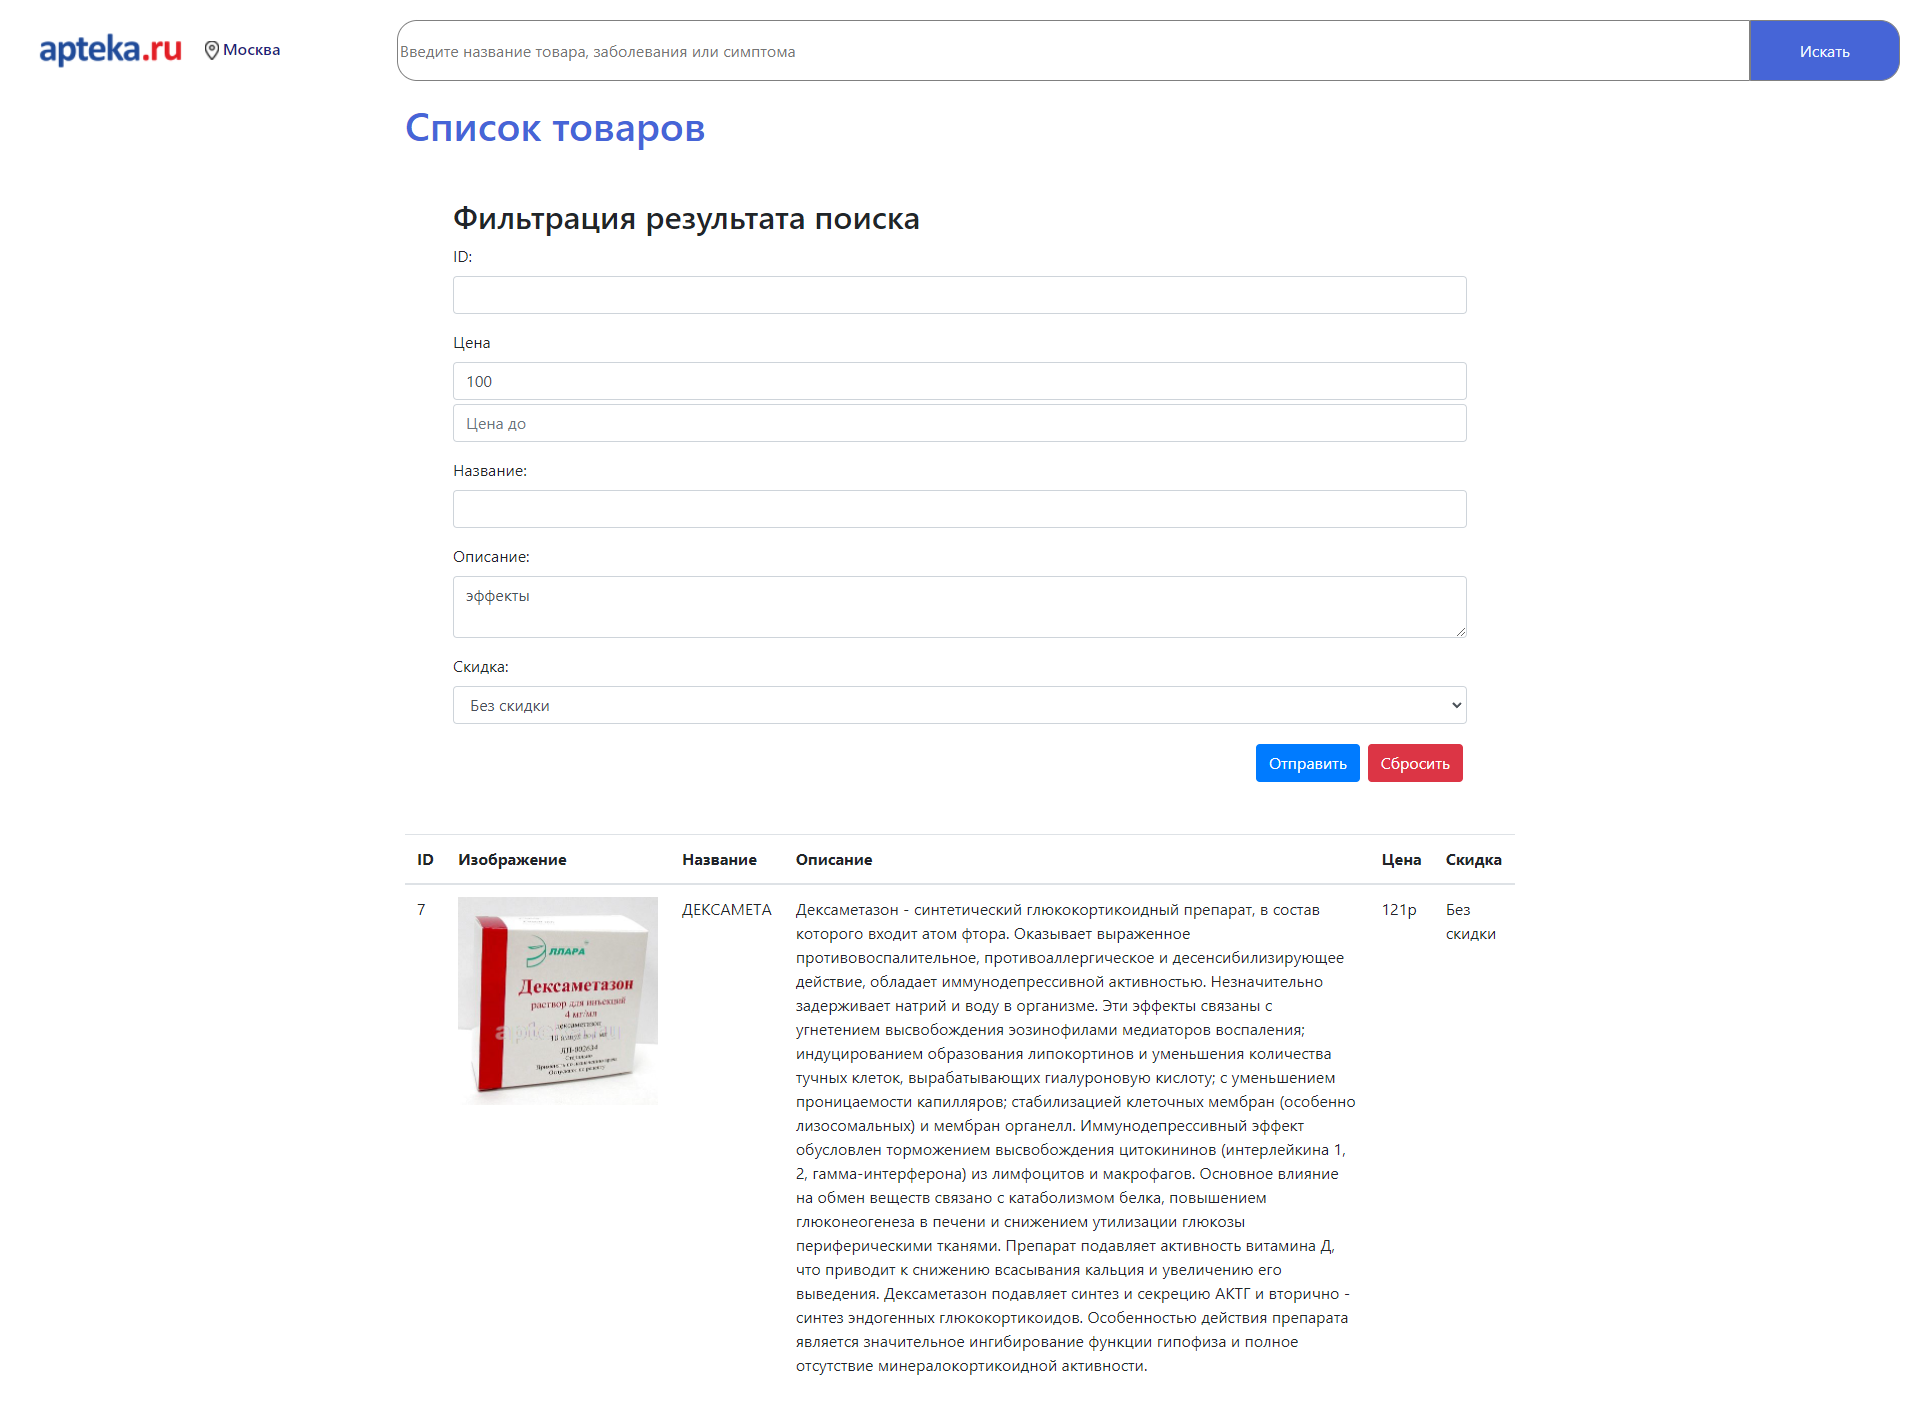 apteka.ru
Москва
Введите название товара, заболевания или симптома
Искать
Список товаров
Фильтрация результата поиска
ID:
Цена
100
Цена до
Название:
Описание:
эффекты
Скидка:
Без скидки
Отправить Сбросить
ID Изображение Название Описание Цена Скидка
7
ЭЛЛАРА
Дексаметазон
раствор для инъекций
4 мг/мл
дексаметазон
ДЕКСАМЕТА
Дексаметазон - синтетический глюкокортикоидный препарат, в состав
которого входит атом фтора. Оказывает выраженное
противовоспалительное, противоаллергическое и десенсибилизирующее
действие, обладает иммунодепрессивной активностью. Незначительно
задерживает натрий и воду в организме. Эти эффекты связаны с
угнетением высвобождения эозинофилами медиаторов воспаления;
индуцированием образования липокортинов и уменьшения количества
тучных клеток, вырабатывающих гиалуроновую кислоту; с уменьшением
проницаемости капилляров; стабилизацией клеточных мембран (особенно
лизосомальных) и мембран органелл. Иммунодепрессивный эффект
обусловлен торможением высвобождения цитокининов (интерлейкина 1,
2, гамма-интерферона) из лимфоцитов и макрофагов. Основное влияние
на обмен веществ связано с катаболизмом белка, повышением
глюконеогенеза в печени и снижением утилизации глюкозы
периферическими тканями. Препарат подавляет активность витамина Д,
что приводит к снижению всасывания кальция и увеличению его
выведения. Дексаметазон подавляет синтез и секрецию АКТГ и вторично -
синтез эндогенных глюкокортикоидов. Особенностью действия препарата
является значительное ингибирование функции гипофиза и полное
отсутствие минералокортикоидной активности.
121р
Без
скидки